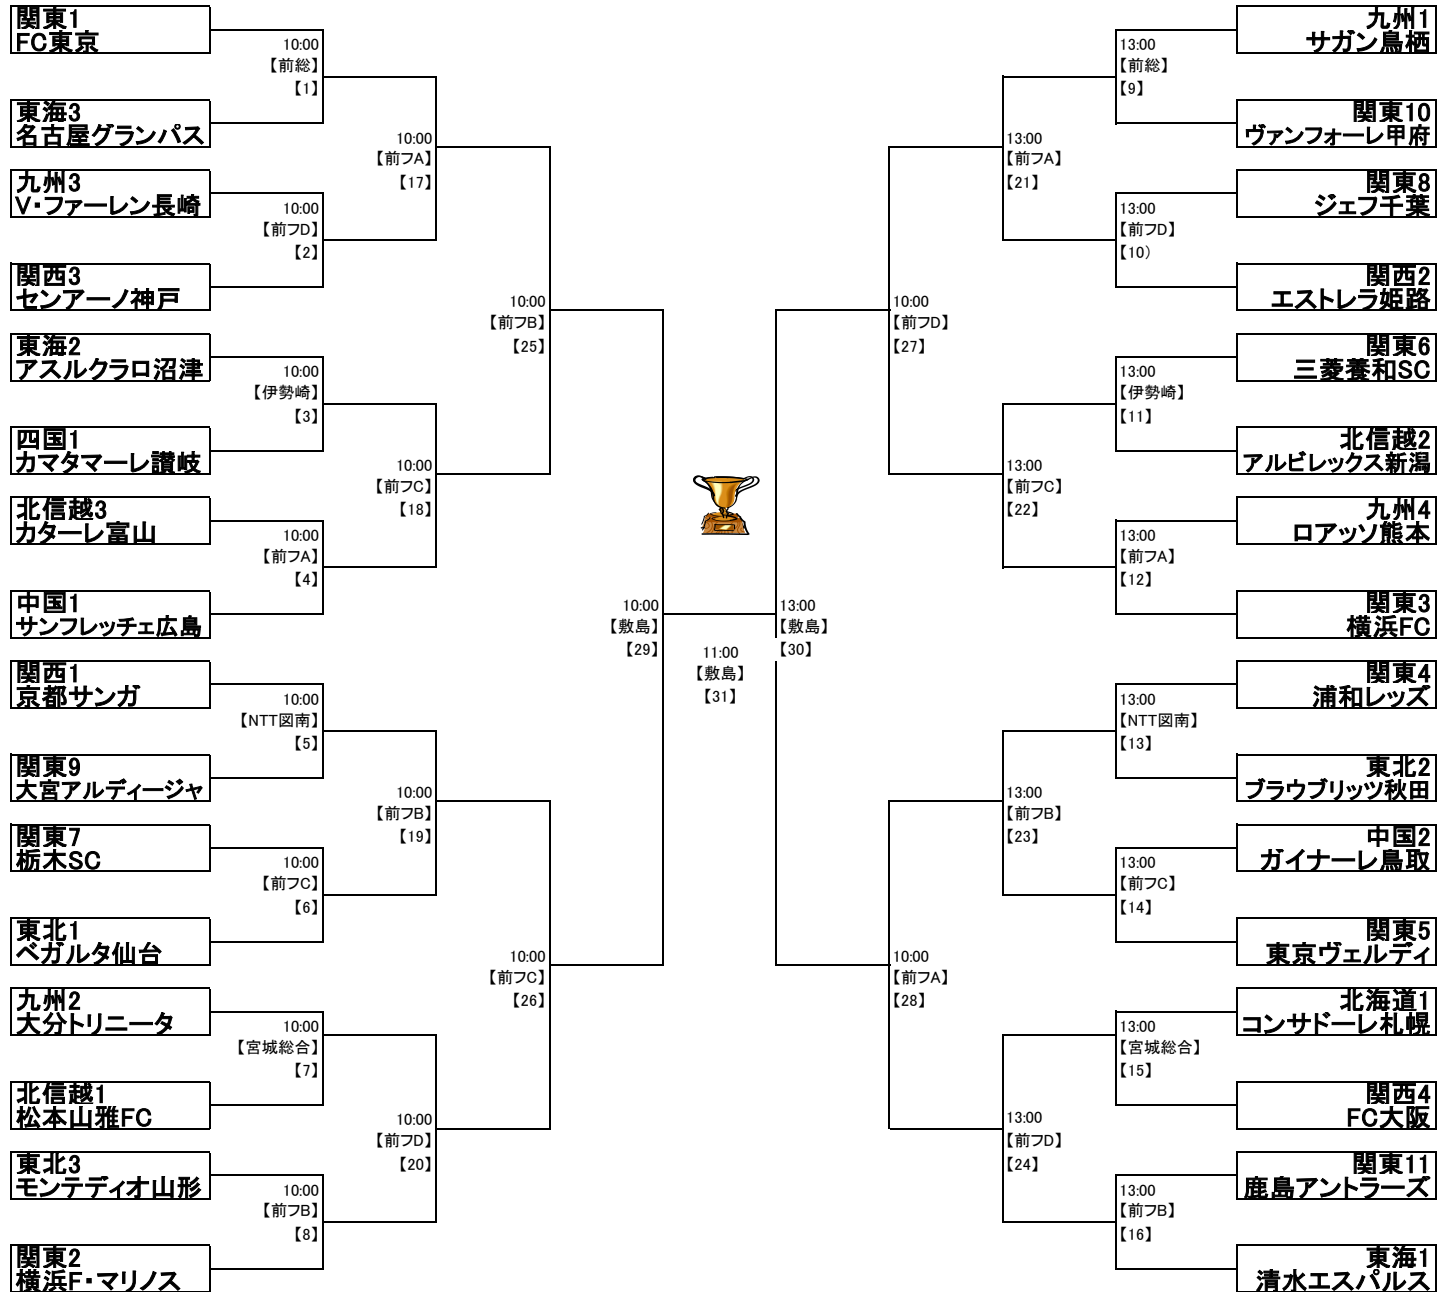 関東1
FC東京
10:00
【前総】
【1】
東海3
名古屋グランパス
10:00
【前フA】
【17】
九州3
V・ファーレン長崎
10:00
【前フD】
【2】
関西3
センアーノ神戸
10:00
【前フB】
【25】
東海2
アスルクラロ沼津
10:00
【伊勢崎】
【3】
四国1
カマタマーレ讃岐
10:00
【前フC】
【18】
北信越3
カターレ富山
10:00
【前フA】
【4】
中国1
サンフレッチェ広島
10:00
【敷島】
【29】
関西1
京都サンガ
10:00
【NTT図南】
【5】
関東9
大宮アルディージャ
10:00
【前フB】
【19】
関東7
栃木SC
10:00
【前フC】
【6】
東北1
ベガルタ仙台
10:00
【前フC】
【26】
九州2
大分トリニータ
10:00
【宮城総合】
【7】
北信越1
松本山雅FC
10:00
【前フD】
【20】
東北3
モンテディオ山形
10:00
【前フB】
【8】
関東2
横浜F・マリノス
11:00
【敷島】
【31】
九州1
サガン鳥栖
13:00
【前総】
【9】
関東10
ヴァンフォーレ甲府
13:00
【前フA】
【21】
関東8
ジェフ千葉
13:00
【前フD】
【10）
関西2
エストレラ姫路
10:00
【前フD】
【27】
関東6
三菱養和SC
13:00
【伊勢崎】
【11】
北信越2
アルビレックス新潟
13:00
【前フC】
【22】
九州4
ロアッソ熊本
13:00
【前フA】
【12】
関東3
横浜FC
13:00
【敷島】
【30】
関東4
浦和レッズ
13:00
【NTT図南】
【13】
東北2
ブラウブリッツ秋田
13:00
【前フB】
【23】
中国2
ガイナーレ鳥取
13:00
【前フC】
【14】
関東5
東京ヴェルディ
10:00
【前フA】
【28】
北海道1
コンサドーレ札幌
13:00
【宮城総合】
【15】
関西4
FC大阪
13:00
【前フD】
【24】
関東11
鹿島アントラーズ
13:00
【前フB】
【16】
東海1
清水エスパルス